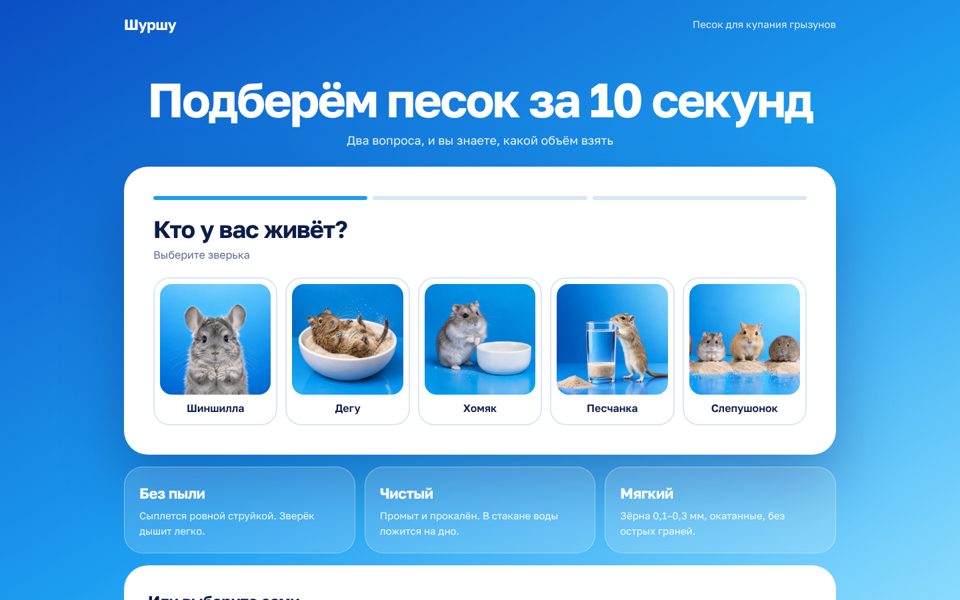 Шуршу
Песок для купания грызунов
Подберём песок за 10 секунд
Два вопроса, и вы знаете, какой объём взять
Кто у вас живёт?
Выберите зверька
Шиншилла
Дегу
Хомяк
Песчанка
Слепушонок
Без пыли
Сыплется ровной струйкой. Зверёк
дышит легко.
Чистый
Промыт и прокалён. В стакане воды
ложится на дно.
Мягкий
Зёрна 0,1–0,3 мм, окатанные, без
острых граней.